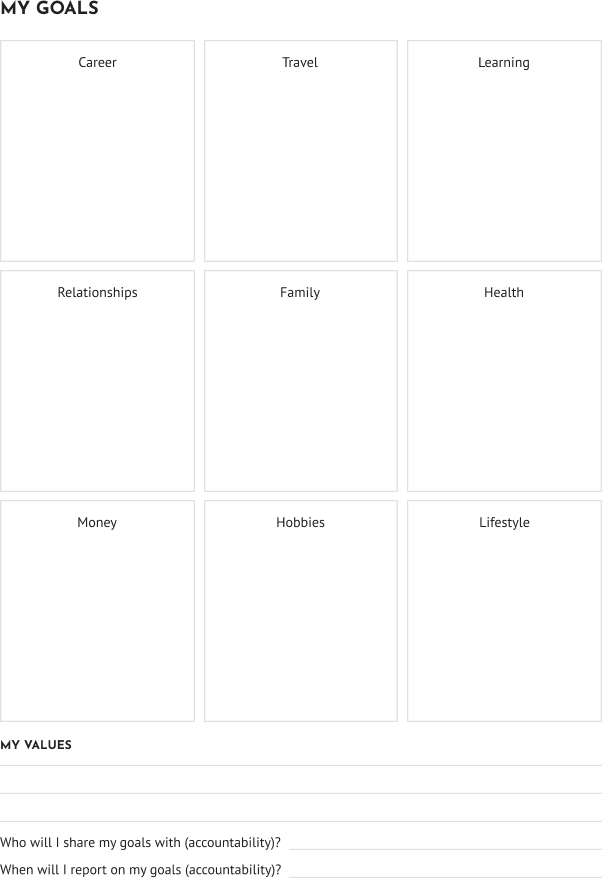 MY GOALS
Career Travel Learning
Relationships Family Health
Money Hobbies Lifestyle
MY VALUES
Who will I share my goals with (accountability)?
When will I report on my goals (accountability)?